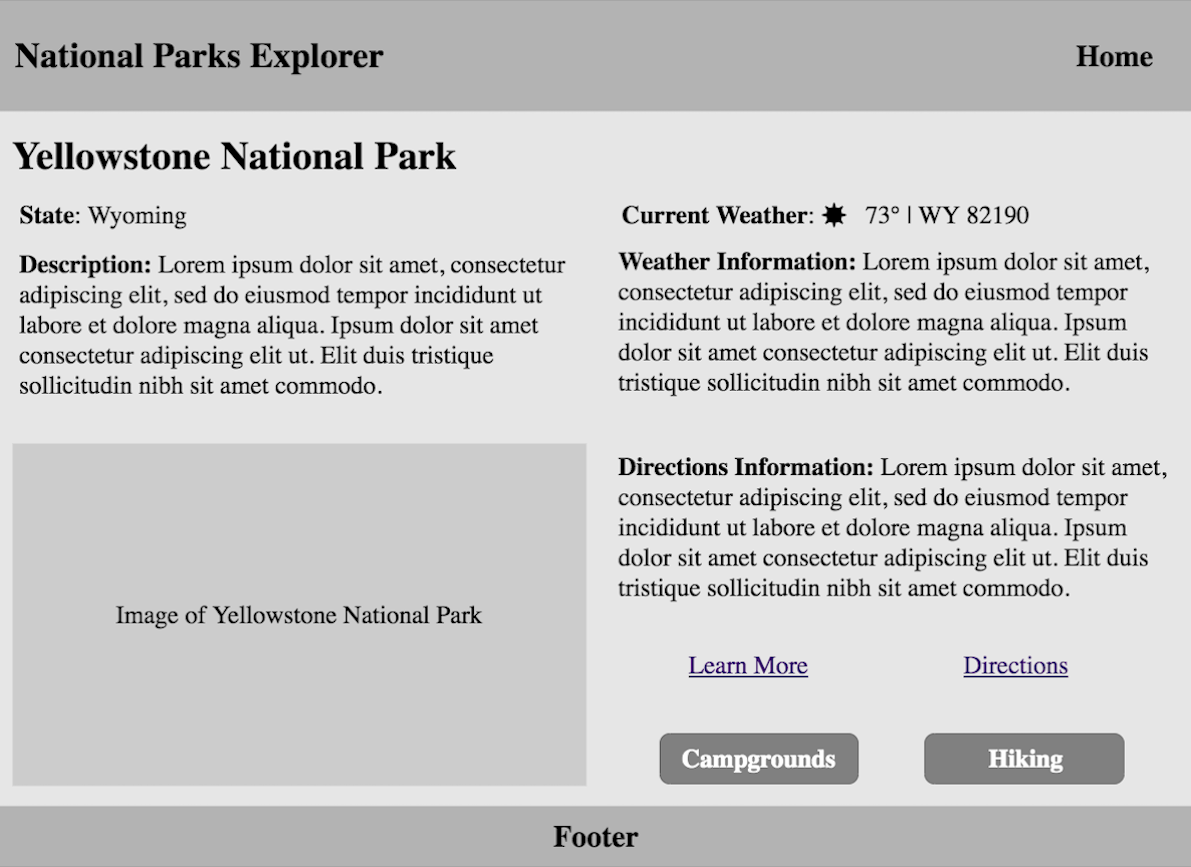 National Parks Explorer
Home
Yellowstone National Park
State: Wyoming
Description: Lorem ipsum dolor sit amet, consectetur
adipiscing elit, sed do eiusmod tempor incididunt ut
labore et dolore magna aliqua. Ipsum dolor sit amet
consectetur adipiscing elit ut. Elit duis tristique
sollicitudin nibh sit amet commodo.
Image of Yellowstone National Park
Current Weather: 73° | WY 82190
Weather Information: Lorem ipsum dolor sit amet,
consectetur adipiscing elit, sed do eiusmod tempor
incididunt ut labore et dolore magna aliqua. Ipsum
dolor sit amet consectetur adipiscing elit ut. Elit duis
tristique sollicitudin nibh sit amet commodo.
Directions Information: Lorem ipsum dolor sit amet,
consectetur adipiscing elit, sed do eiusmod tempor
incididunt ut labore et dolore magna aliqua. Ipsum
dolor sit amet consectetur adipiscing elit ut. Elit duis
tristique sollicitudin nibh sit amet commodo.
Learn More
Directions
Campgrounds
Hiking
Footer